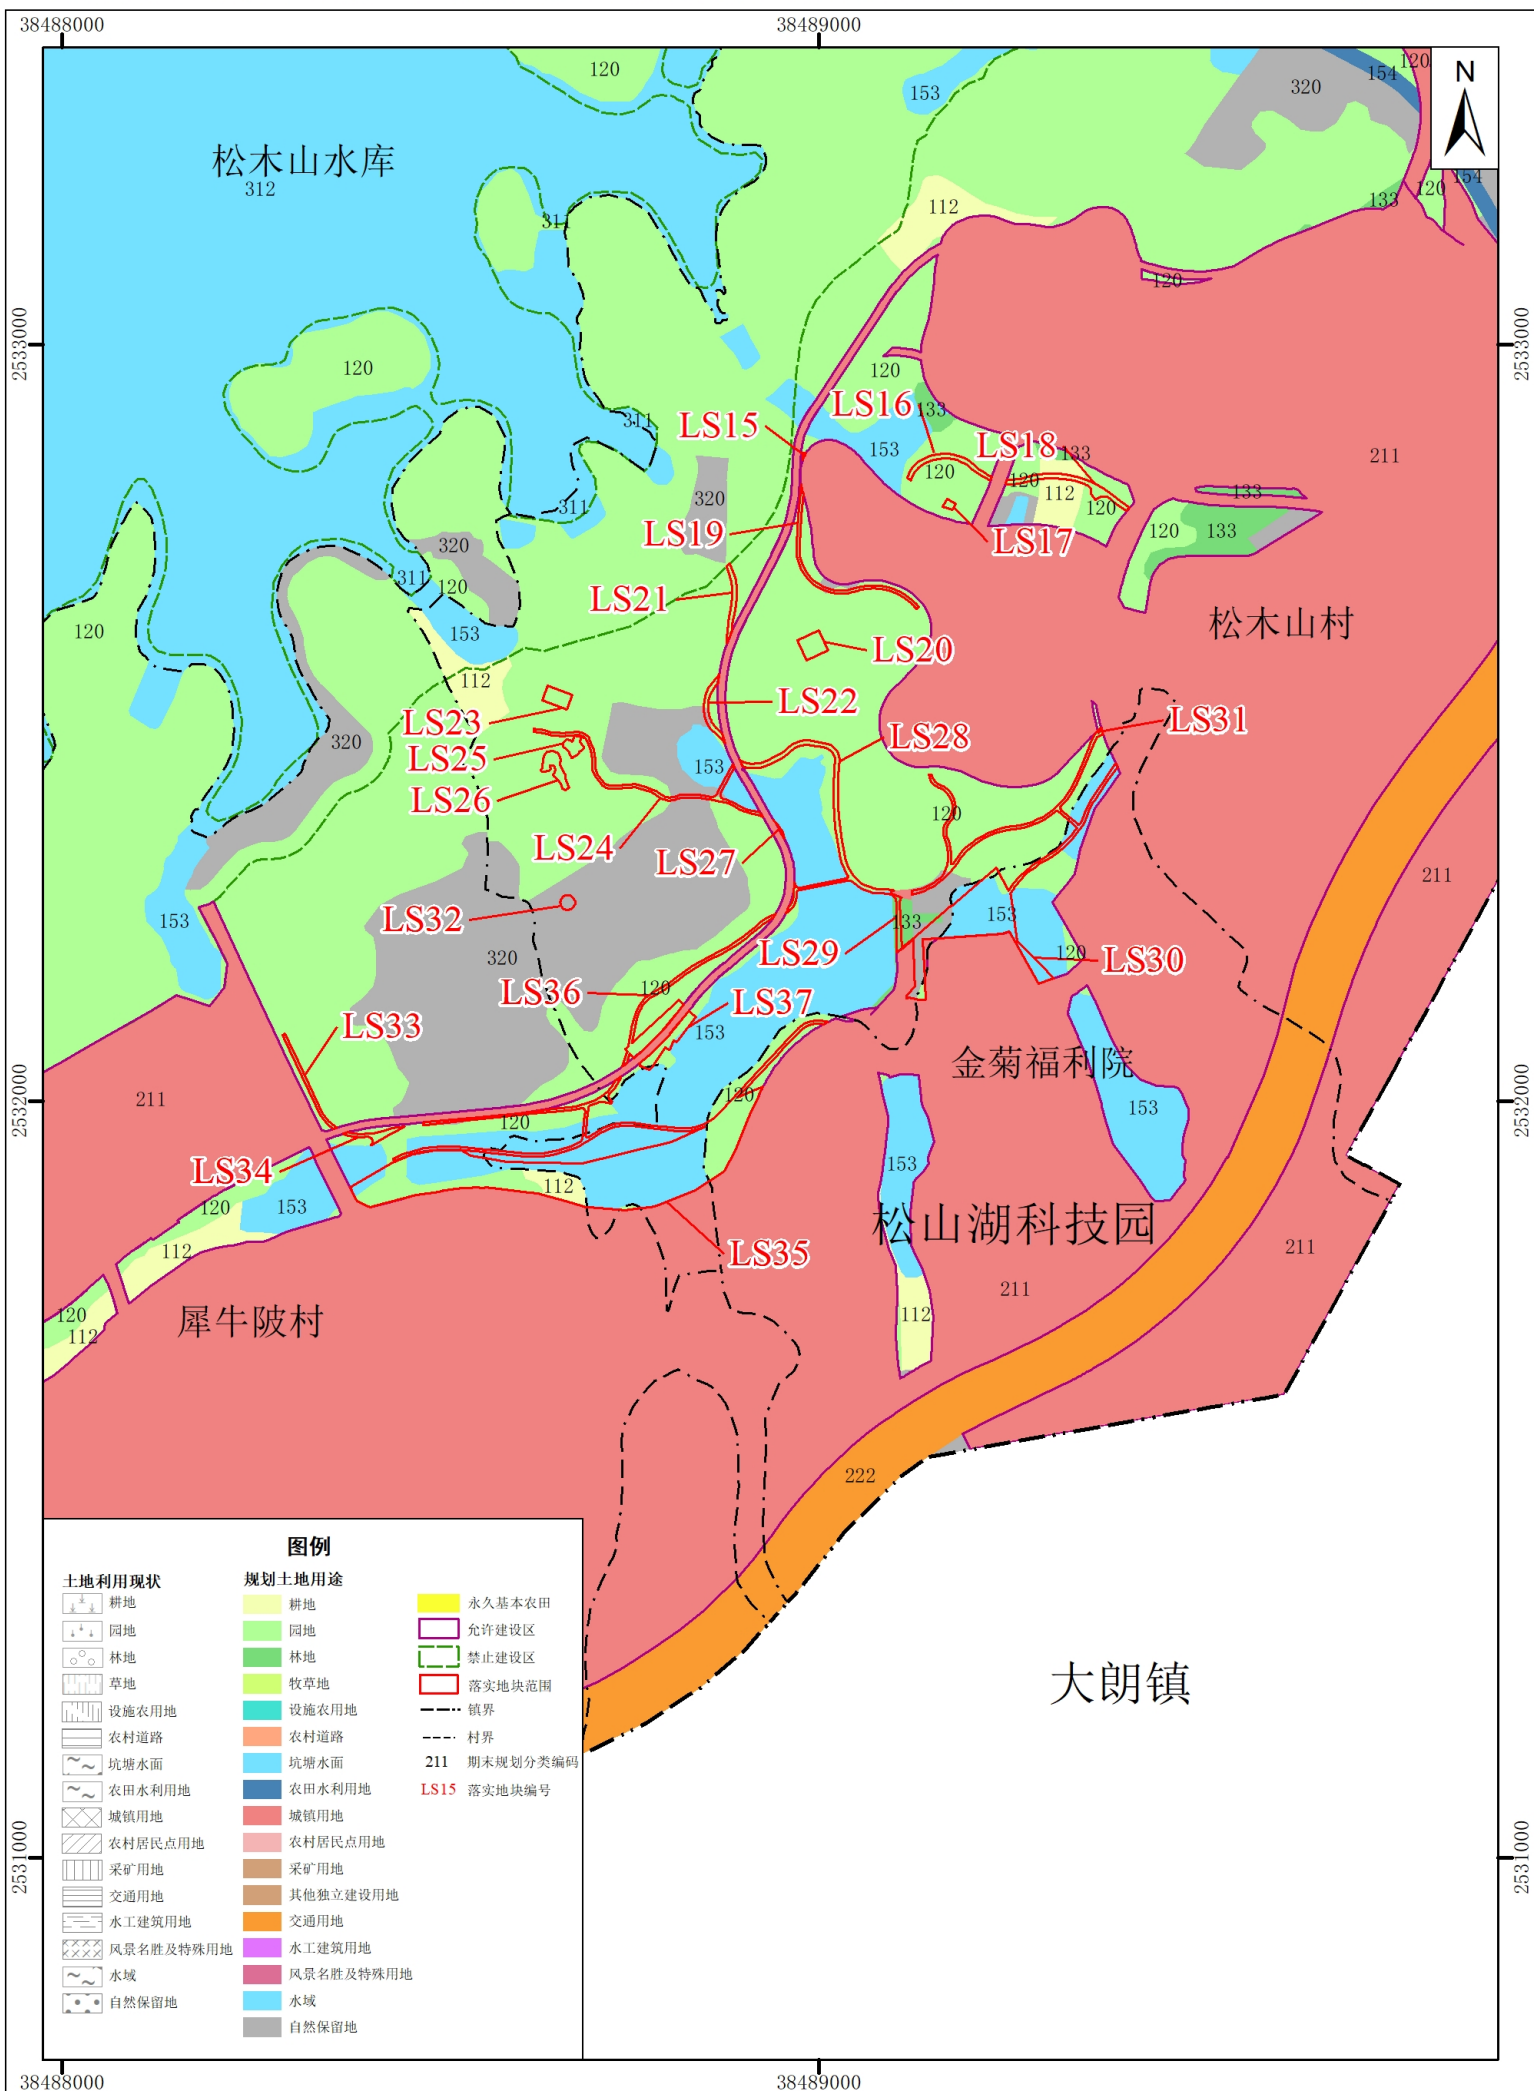 38488000
38489000
120
153
320
154
120
N
松木山水库
312
112
311
133
120
154
120
2533000
2533000
120
120
LS16
133
LS15
311
153
LS18
133
211
120
120
112
133
320
311
120
120
133
LS19
LS17
320
311
120
LS21
松木山村
120
153
LS20
112
LS23
LS22
LS31
320
LS25
153
LS28
LS26
120
LS24
LS27
211
LS32
153
133
153
320
LS29
120
LS30
LS36
120
LS37
LS33
153
金菊福利院
2532000
2532000
211
120
120
153
LS34
153
112
120
153
松山湖科技园
112
LS35
211
211
120
犀牛陂村
112
112
222
图例
土地利用现状
耕地
园地
林地
草地
设施农用地
农村道路
坑塘水面
农田水利用地
城镇用地
农村居民点用地
采矿用地
交通用地
水工建筑用地
风景名胜及特殊用地
水域
自然保留地
规划土地用途
耕地
园地
林地
牧草地
设施农用地
农村道路
坑塘水面
农田水利用地
城镇用地
农村居民点用地
采矿用地
其他独立建设用地
交通用地
水工建筑用地
风景名胜及特殊用地
水域
自然保留地
永久基本农田
允许建设区
禁止建设区
落实地块范围
镇界
村界
211 期末规划分类编码
LS15 落实地块编号
大朗镇
2531000
2531000
38488000
38489000